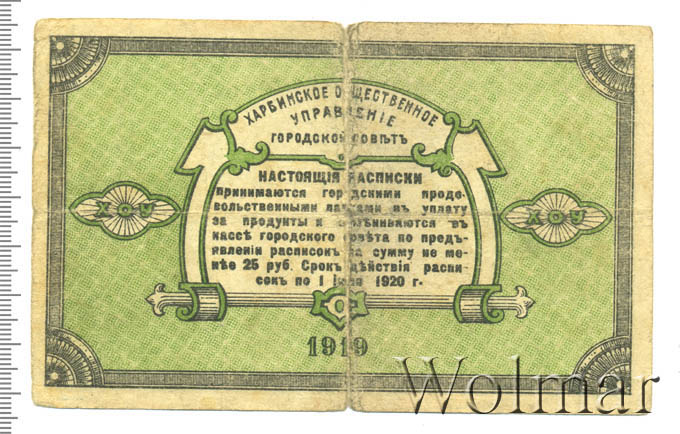 ХАРБИНСКОЕ ОБЩЕСТВЕННОЕ
УПРАВЛЕНІЕ
ГОРОДСКОЙ СОВѢТЪ
НАСТОЯЩІЯ РАСПИСКИ
принимаются городскими продо-
вольственными лавками въ уплату
за продукты и обмѣниваются въ
кассѣ городского совѣта по предъ-
явленіи расписокъ на сумму не ме-
нѣе 25 руб. Срокъ дѣйствія распи-
сокъ по 1 1920 г.
ХОУ ХОУ
1919
Wolmar